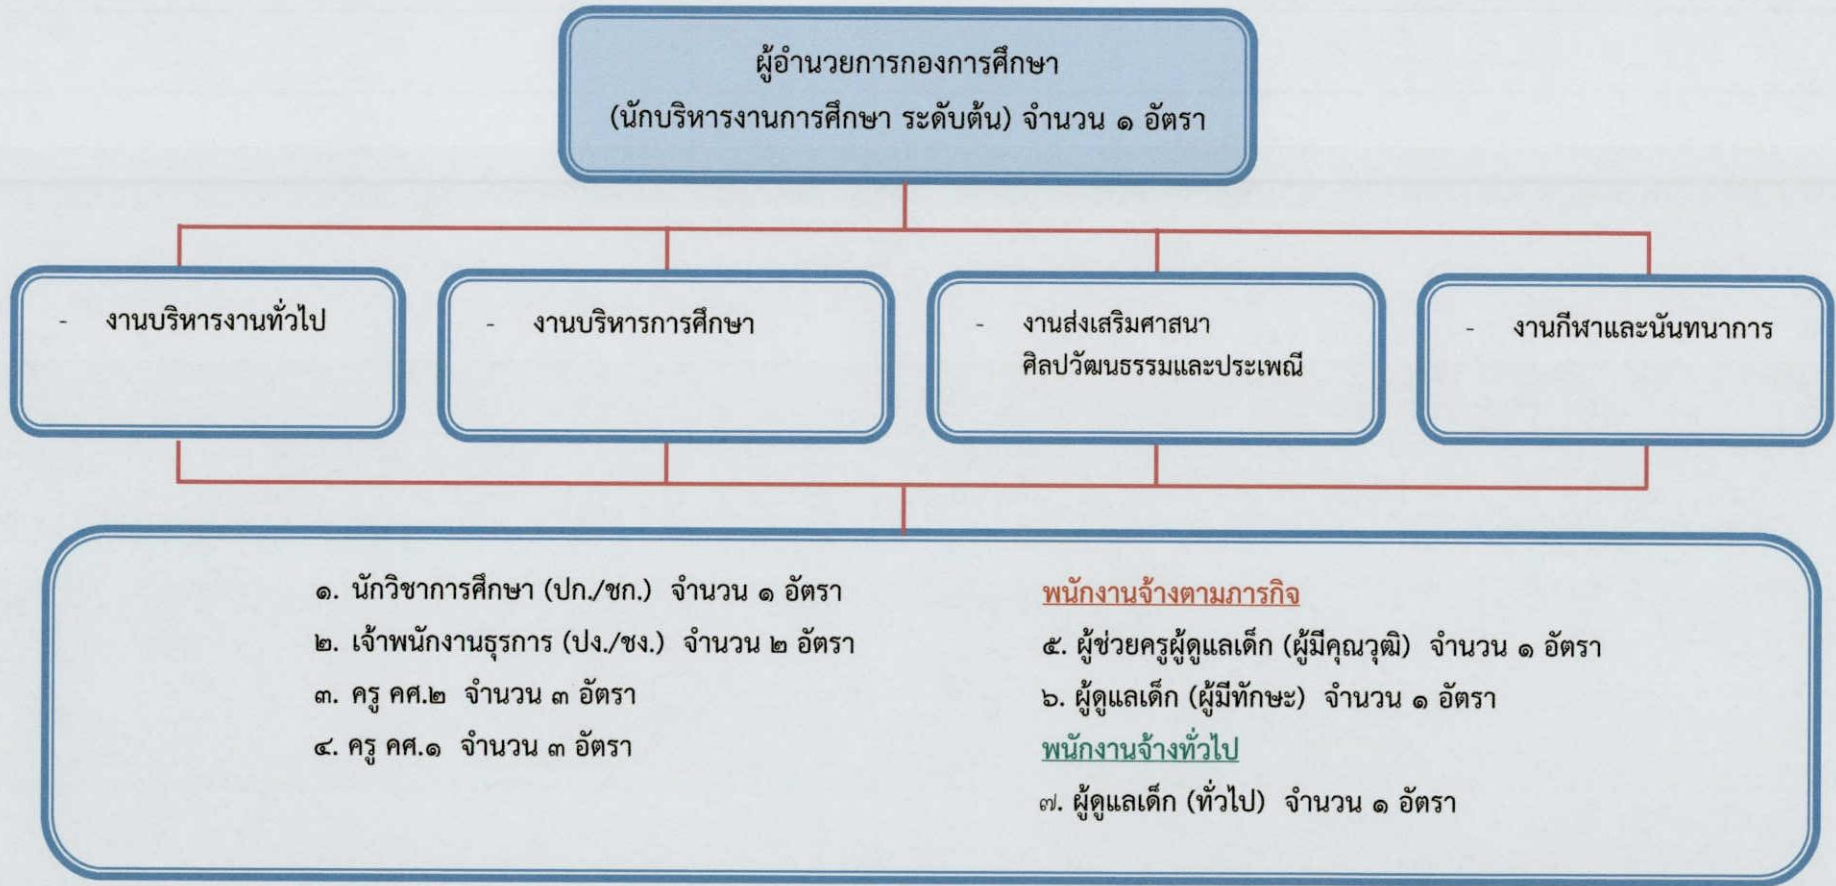 ผู้อำนวยการกองการศึกษา
(นักบริหารงานการศึกษา ระดับต้น) จำนวน ๑ อัตรา
- งานบริหารงานทั่วไป
- งานบริหารการศึกษา
- งานส่งเสริมศาสนา
ศิลปวัฒนธรรมและประเพณี
- งานกีฬาและนันทนาการ
๑. นักวิชาการศึกษา (ปก./ชก.) จำนวน ๑ อัตรา
๒. เจ้าพนักงานธุรการ (ปง./ชง.) จำนวน ๒ อัตรา
๓. ครู คศ.๒ จำนวน ๓ อัตรา
๔. ครู คศ.๑ จำนวน ๓ อัตรา
พนักงานจ้างตามภารกิจ
๕. ผู้ช่วยครูผู้ดูแลเด็ก (ผู้มีคุณวุฒิ) จำนวน ๑ อัตรา
๖. ผู้ดูแลเด็ก (ผู้มีทักษะ) จำนวน ๑ อัตรา
พนักงานจ้างทั่วไป
๗. ผู้ดูแลเด็ก (ทั่วไป) จำนวน ๑ อัตรา